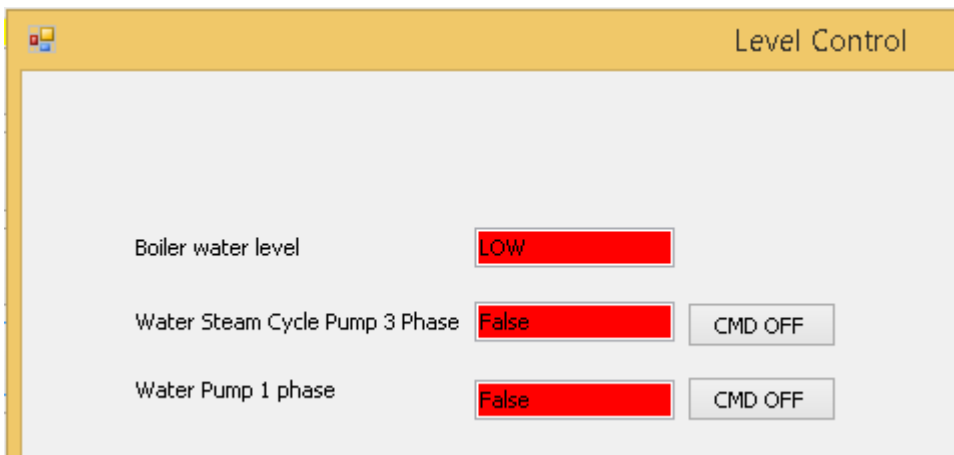 Level Control
Boiler water level LOW
Water Steam Cycle Pump 3 Phase False CMD OFF
Water Pump 1 phase False CMD OFF